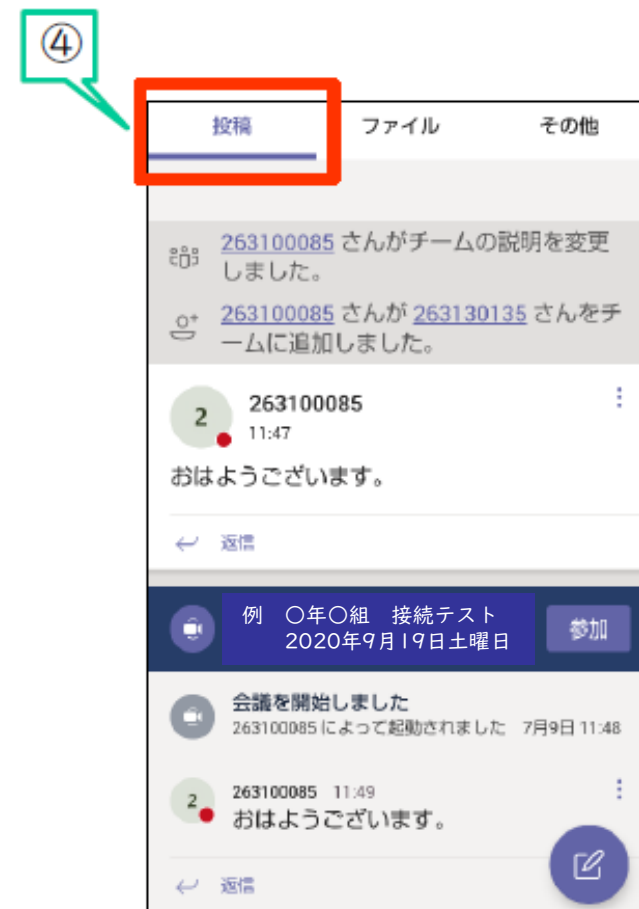 ④
投稿 ファイル その他
263100085 さんがチームの説明を変更
しました。
263100085 さんが 263130135 さんをチ
ームに追加しました。
2 263100085
11:47
おはようございます。
返信
例 〇年〇組 接続テスト 参加
2020年9月19日土曜日
会議を開始しました
263100085 によって起動されました 7月9日 11:48
2 263100085 11:49
おはようございます。
返信